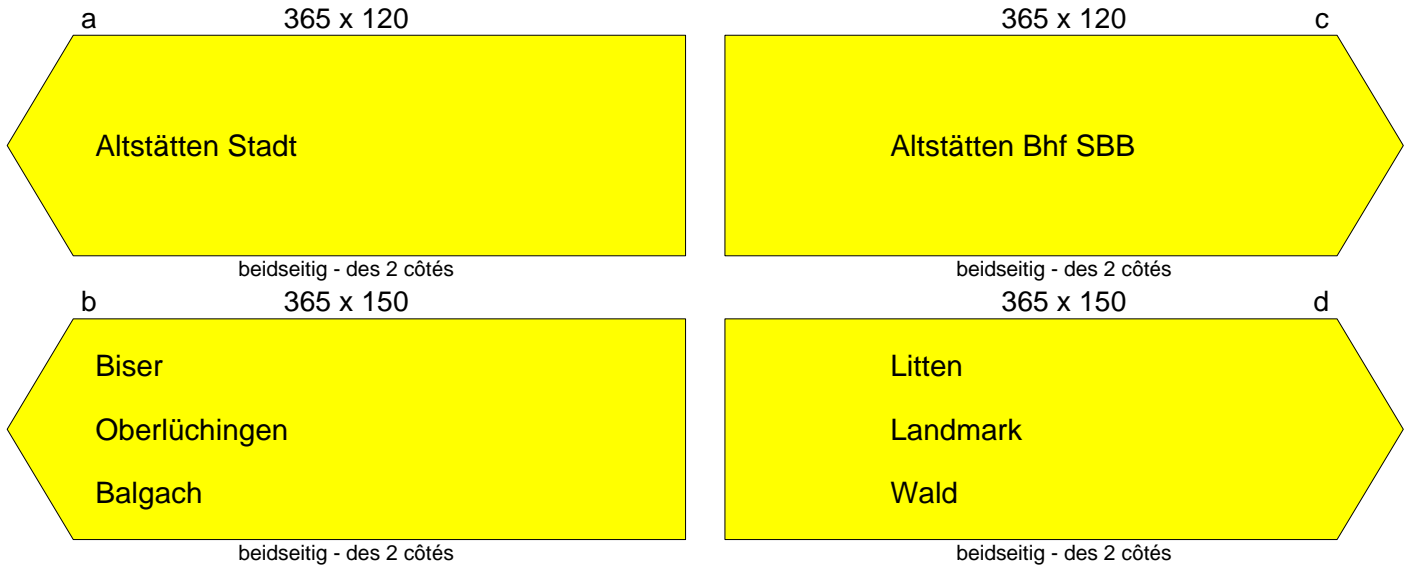 a
365 x 120
Altstätten Stadt
beidseitig - des 2 côtés
365 x 120
c
Altstätten Bhf SBB
beidseitig - des 2 côtés
b
365 x 150
Biser
Oberlüchingen
Balgach
beidseitig - des 2 côtés
365 x 150
d
Litten
Landmark
Wald
beidseitig - des 2 côtés